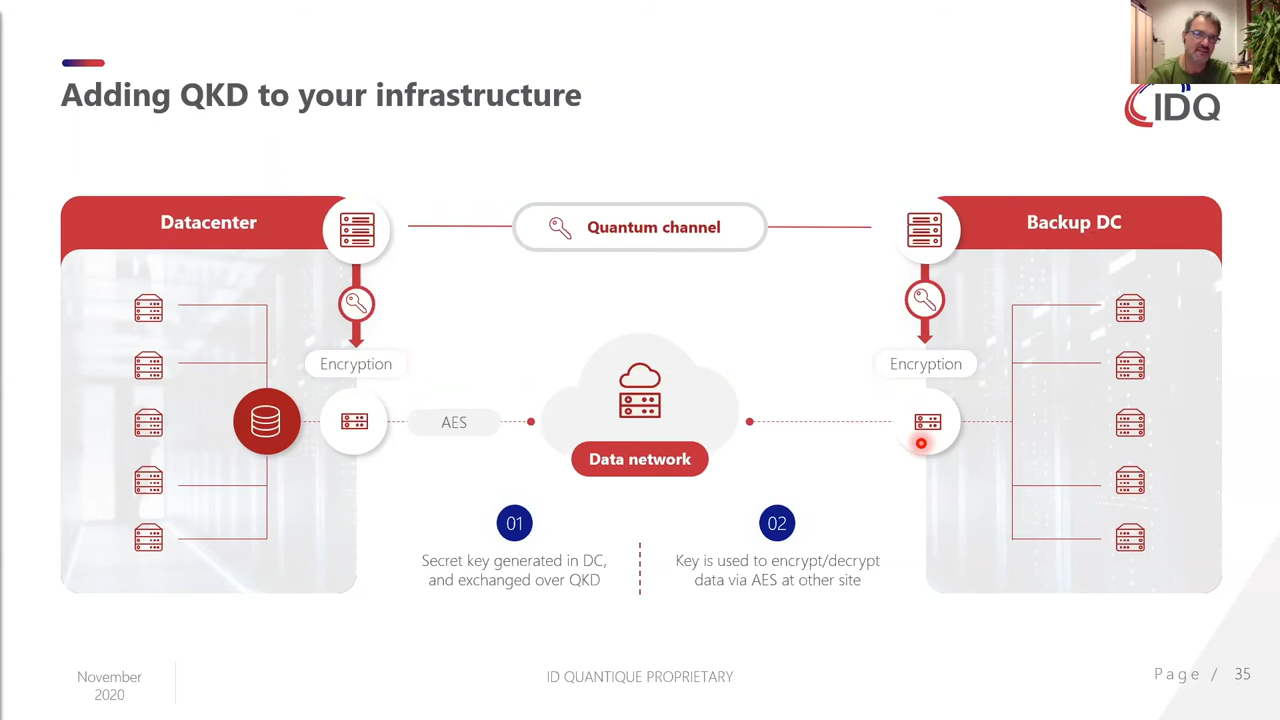 Adding QKD to your infrastructure
IDQ
Datacenter
Quantum channel
Backup DC
Encryption
Encryption
AES
Data network
01
02
Secret key generated in DC,
and exchanged over QKD
Key is used to encrypt/decrypt
data via AES at other site
November
2020
ID QUANTIQUE PROPRIETARY
Page / 35